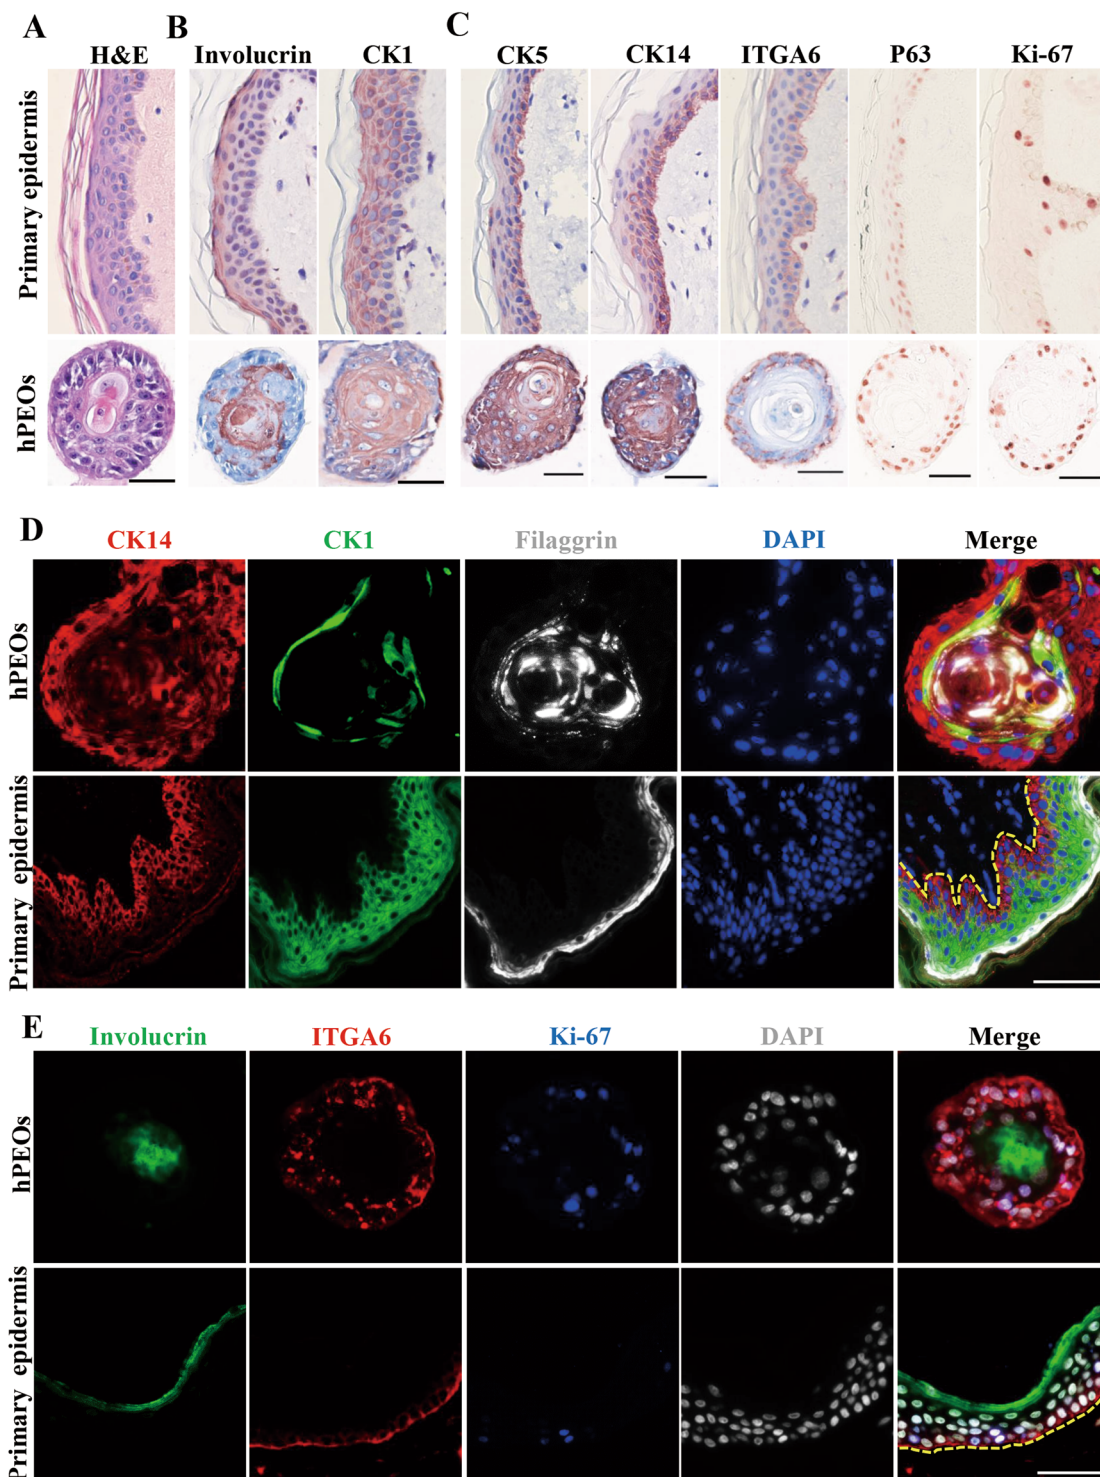 A
H&E
B
Involucrin
CK1
C
CK5
CK14
ITGA6
P63
Ki-67
Primary epidermis
hPEOs
D
CK14
CK1
Filaggrin
DAPI
Merge
hPEOs
Primary epidermis
E
Involucrin
ITGA6
Ki-67
DAPI
Merge
hPEOs
Primary epidermis